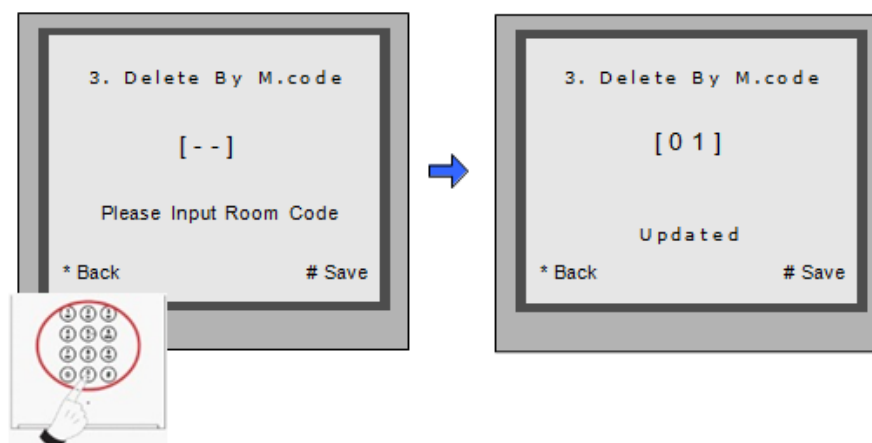 3. Delete By M.code
[--]
Please Input Room Code
* Back # Save
3. Delete By M.code
[01]
Updated
* Back # Save